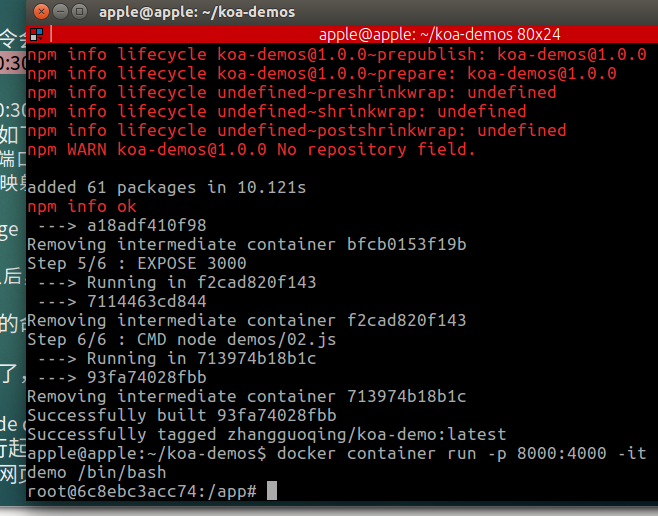 apple@apple: ~/koa-demos
apple@apple: ~/koa-demos 80x24
npm info lifecycle koa-demos@1.0.0~prepublish: koa-demos@1.0.0
npm info lifecycle koa-demos@1.0.0~prepare: koa-demos@1.0.0
npm info lifecycle undefined~preshrinkwrap: undefined
npm info lifecycle undefined~shrinkwrap: undefined
npm info lifecycle undefined~postshrinkwrap: undefined
npm WARN koa-demos@1.0.0 No repository field.
added 61 packages in 10.121s
npm info ok
---> a18adf410f98
Removing intermediate container bfcb0153f19b
Step 5/6 : EXPOSE 3000
---> Running in f2cad820f143
---> 7114463cd844
Removing intermediate container f2cad820f143
Step 6/6 : CMD node demos/02.js
---> Running in 713974b18b1c
---> 93fa74028fbb
Removing intermediate container 713974b18b1c
Successfully built 93fa74028fbb
Successfully tagged zhangguoqing/koa-demo:latest
apple@apple:~/koa-demos$ docker container run -p 8000:4000 -it
demo /bin/bash
root@6c8ebc3acc74:/app#